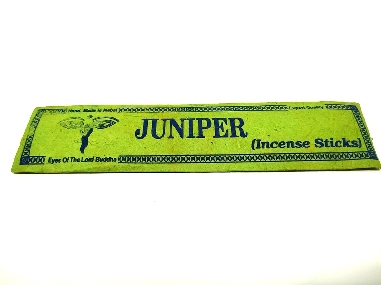 Hand Made in Nepal
Export Quality
JUNIPER
(Incense Sticks)
Eyes Of The Lord Buddha